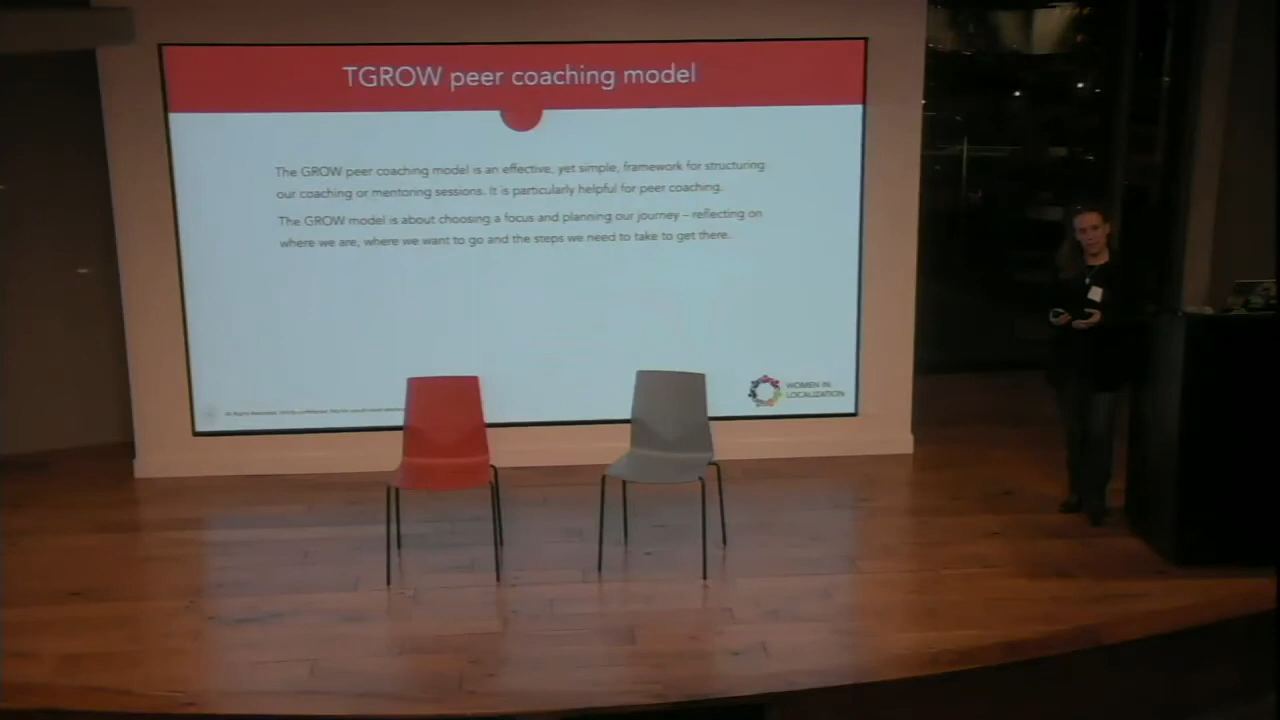 TGROW peer coaching model
The GROW peer coaching model is an effective, yet simple, framework for structuring
our coaching or mentoring sessions. It is particularly helpful for peer coaching.
The GROW model is about choosing a focus and planning our journey – reflecting on
where we are, where we want to go and the steps we need to take to get there.
WOMEN IN
LOCALIZATION
All Rights Reserved.